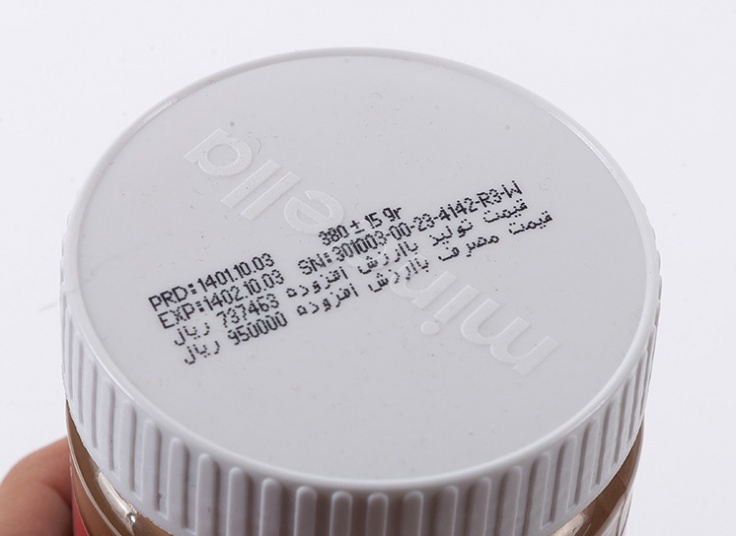 PRD:1401.10.03 380 ± 15 gr
EXP:1402.10.03 SN:301003-00-23-4142-R3-W
قیمت تولید باارزش افزوده 737463 ریال
قیمت مصرف باارزش افزوده 950000 ریال